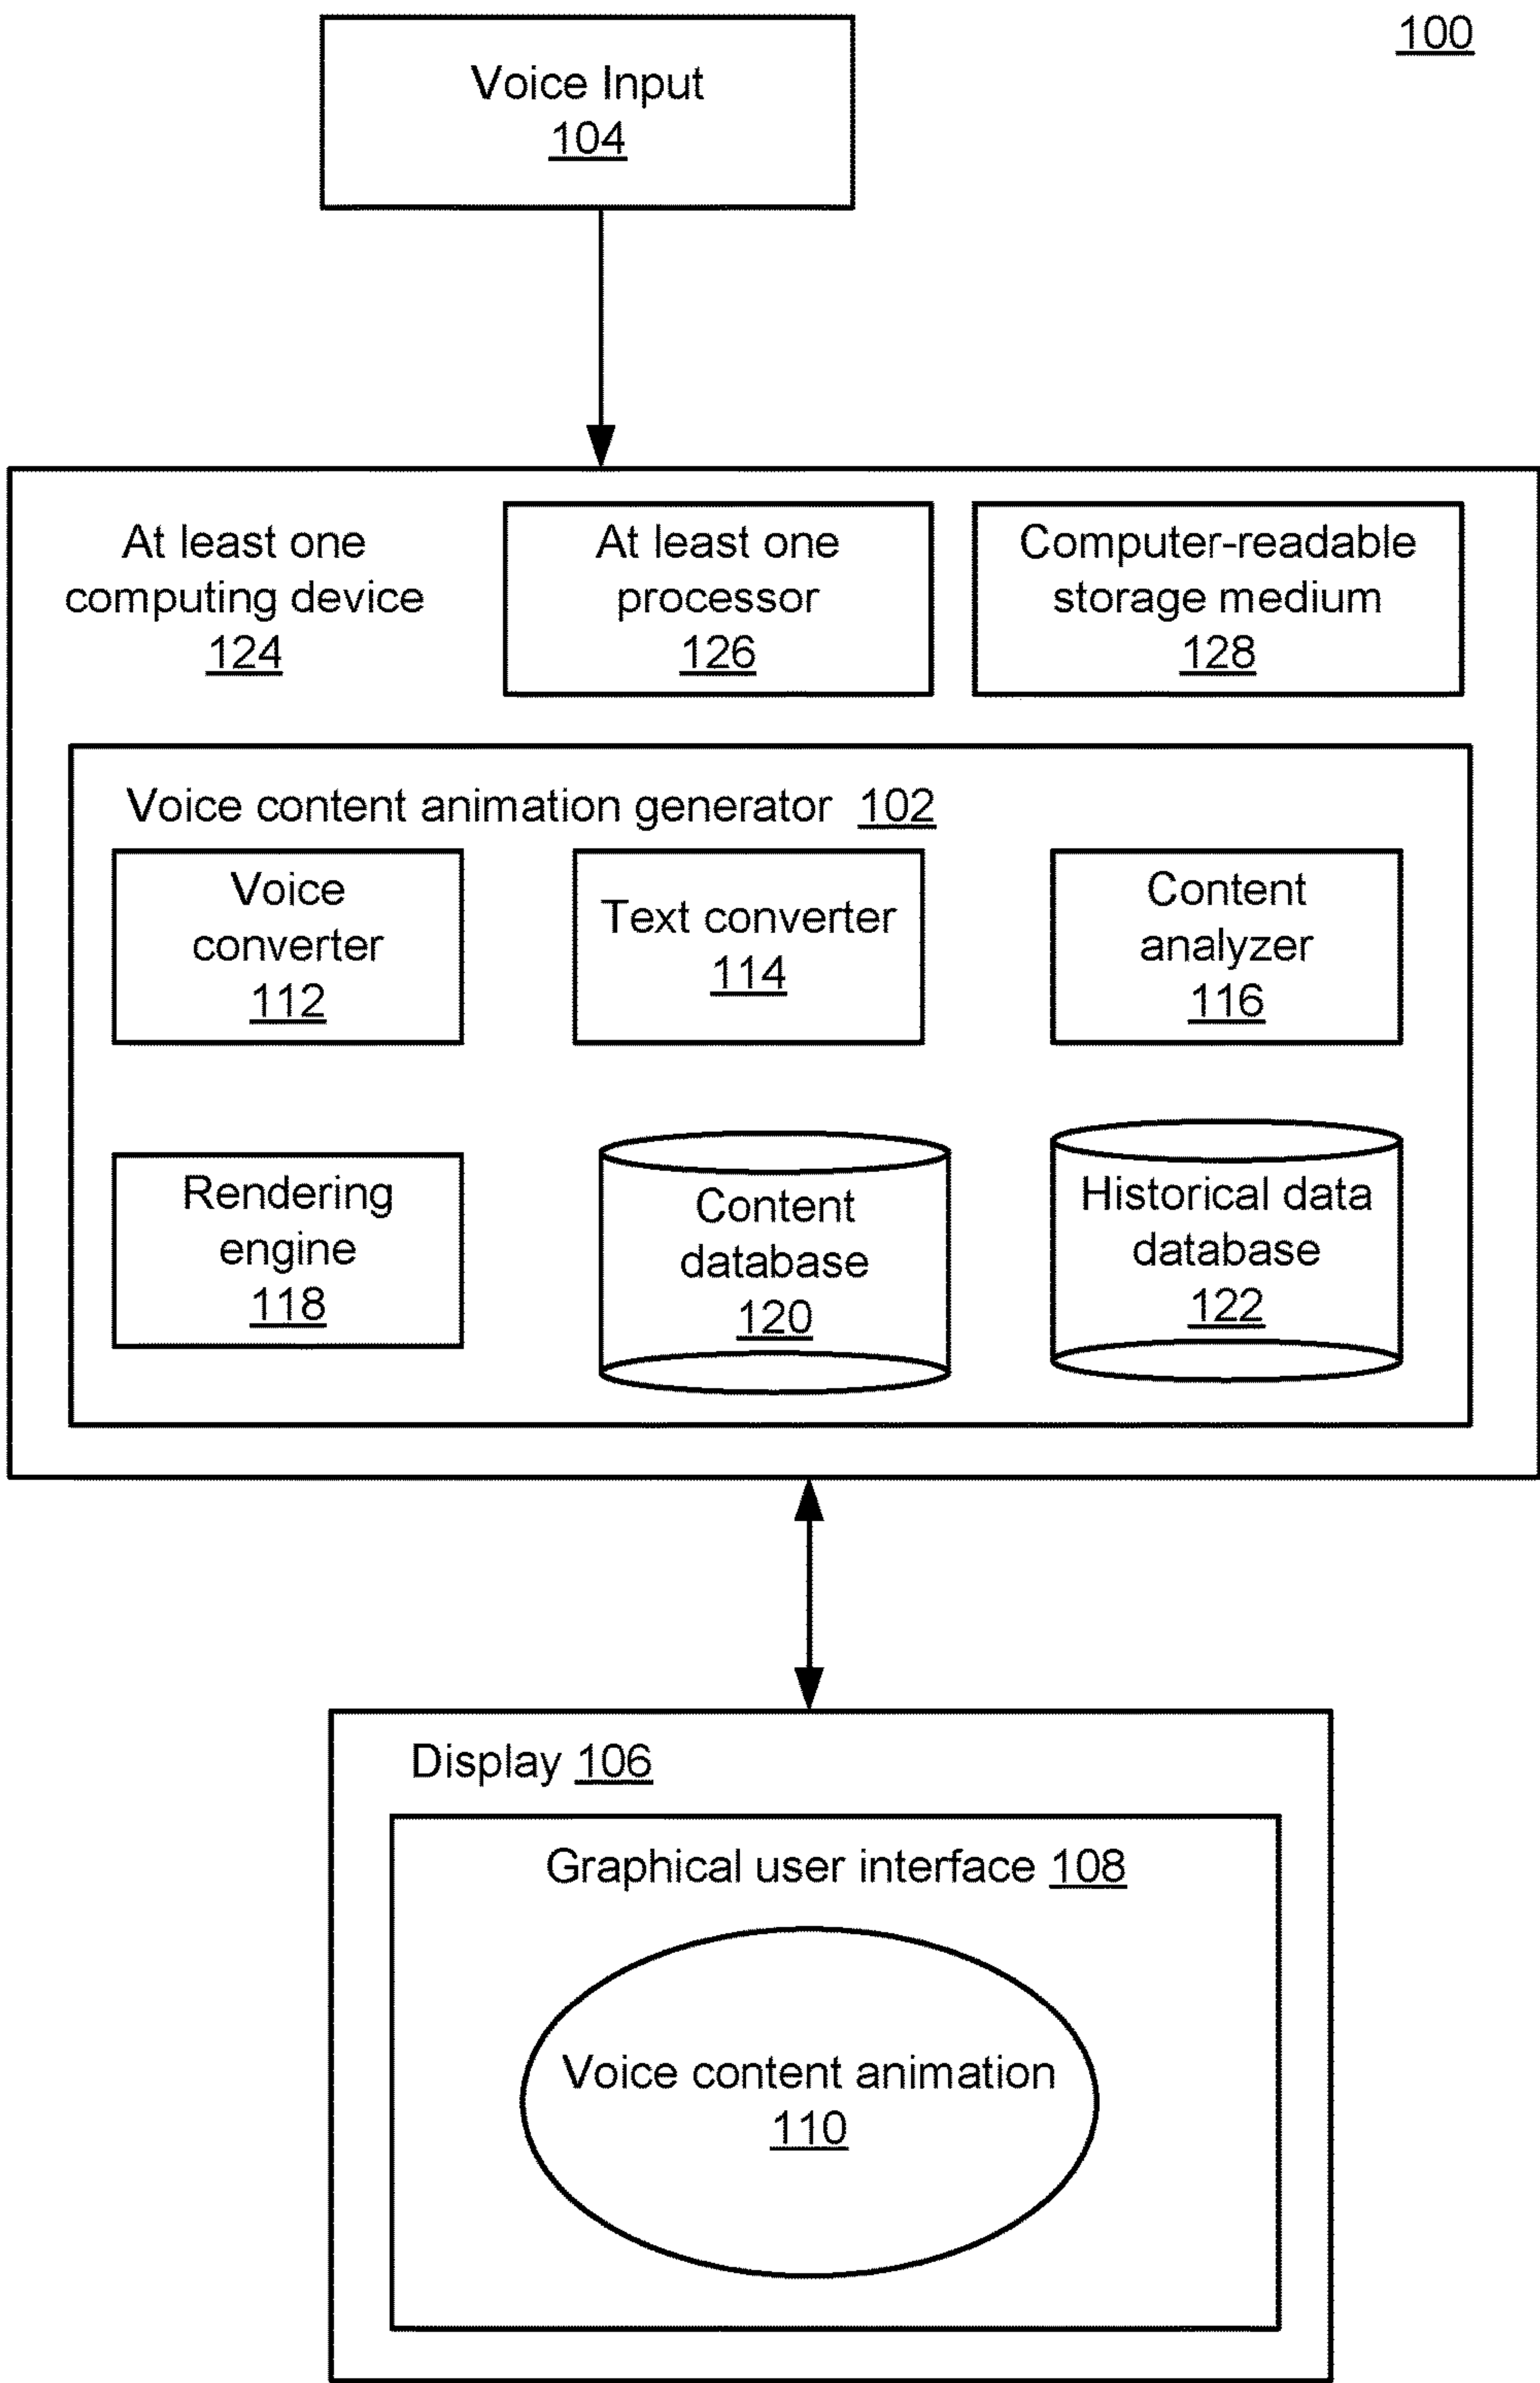 100
Voice Input
104
At least one
computing device
124
At least one
processor
126
Computer-readable
storage medium
128
Voice content animation generator 102
Voice
converter
112
Text converter
114
Content
analyzer
116
Rendering
engine
118
Content
database
120
Historical data
database
122
Display 106
Graphical user interface 108
Voice content animation
110